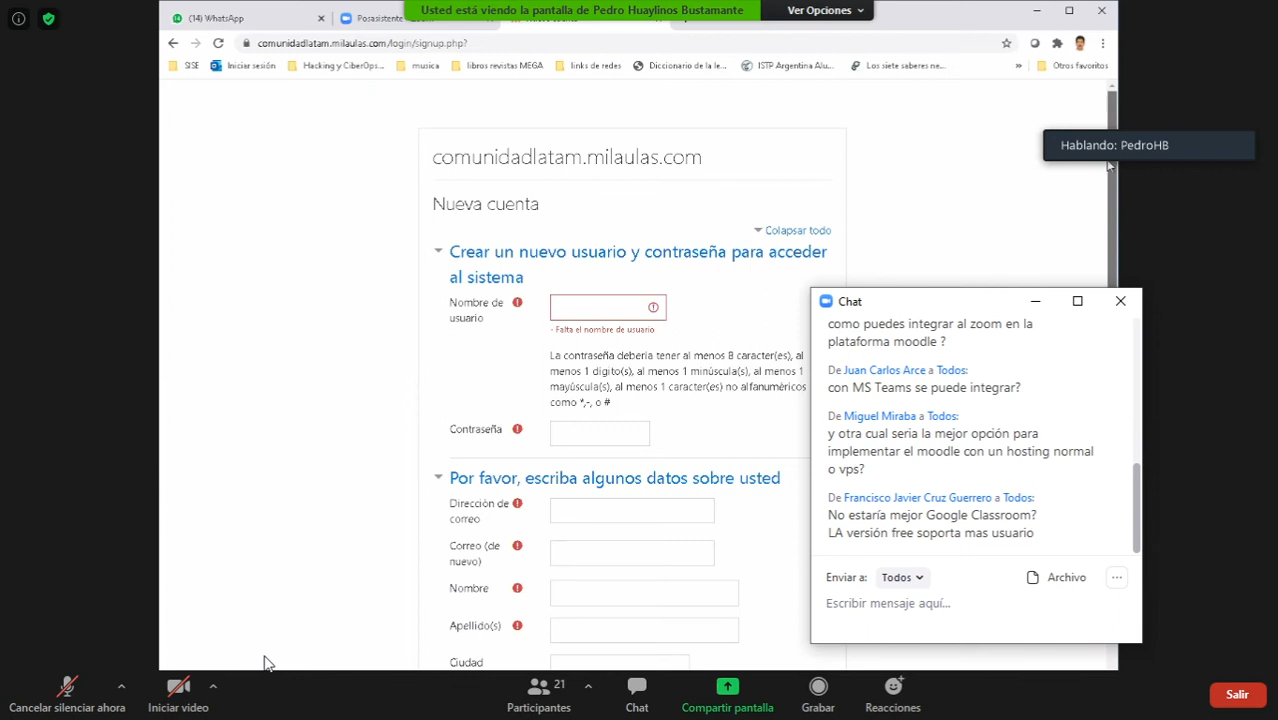 Usted está viendo la pantalla de Pedro Huaylinos Bustamante
Ver Opciones
(14) WhatsApp
Posasistente
comunidadlatam.milaulas.com/login/signup.php?
SISE
Iniciar sesión
Hacking y CiberOps...
musica
libros revistas MEGA
links de redes
Diccionario de la le...
ISTP Argentina Alu...
Los siete saberes ne...
»
Otros favoritos
Hablando: PedroHB
comunidadlatam.milaulas.com
Nueva cuenta
Colapsar todo
Crear un nuevo usuario y contraseña para acceder
al sistema
Nombre de
usuario
- Falta el nombre de usuario
La contraseña debería tener al menos 8 caracter(es), al
menos 1 dígito(s), al menos 1 minúscula(s), al menos 1
mayúscula(s), al menos 1 caracter(es) no alfanuméricos
como *,-, o #
Contraseña
Por favor, escriba algunos datos sobre usted
Dirección de
correo
Correo (de
nuevo)
Nombre
Apellido(s)
Ciudad
Chat
como puedes integrar al zoom en la
plataforma moodle ?
De Juan Carlos Arce a Todos:
con MS Teams se puede integrar?
De Miguel Miraba a Todos:
y otra cual seria la mejor opción para
implementar el moodle con un hosting normal
o vps?
De Francisco Javier Cruz Guerrero a Todos:
No estaría mejor Google Classroom?
LA versión free soporta mas usuario
Enviar a: Todos
Archivo
...
Escribir mensaje aquí...
Cancelar silenciar ahora
Iniciar video
21
Participantes
Chat
Compartir pantalla
Grabar
Reacciones
Salir